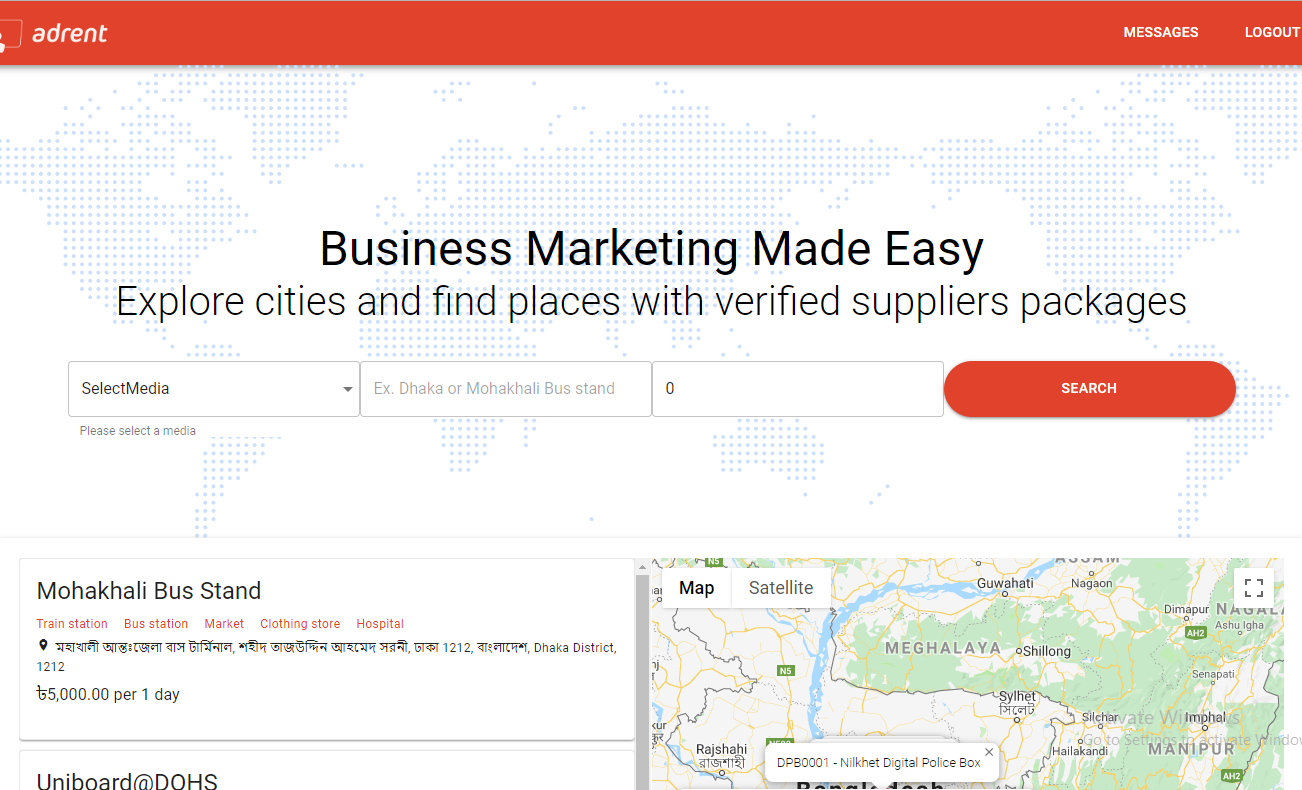 adrent
MESSAGES
LOGOUT
Business Marketing Made Easy
Explore cities and find places with verified suppliers packages
SelectMedia
Ex. Dhaka or Mohakhali Bus stand
0
SEARCH
Please select a media
Mohakhali Bus Stand
Train station Bus station Market Clothing store Hospital
মহাখালী আন্তঃজেলা বাস টার্মিনাল, শহীদ তাজউদ্দিন আহমেদ সরনী, ঢাকা 1212, বাংলাদেশ, Dhaka District,
1212
৳5,000.00 per 1 day
Uniboard@DOHS
N5
ASSAM
Map Satellite
Guwahati
Nagaon
Dimapur
NAGALA
Ashu Igha
AH2
MEGHALAYA
Shillong
N5
Senapati
Sylhet
সিলেট
Silchar
Imphal
Activate Windows
Go to Settings to activate Windo
Hailakandi
MANIPUR
Rajshahi
রাজশাহী
DPB0001 - Nilkhet Digital Police Box
AH2
Bangladesh